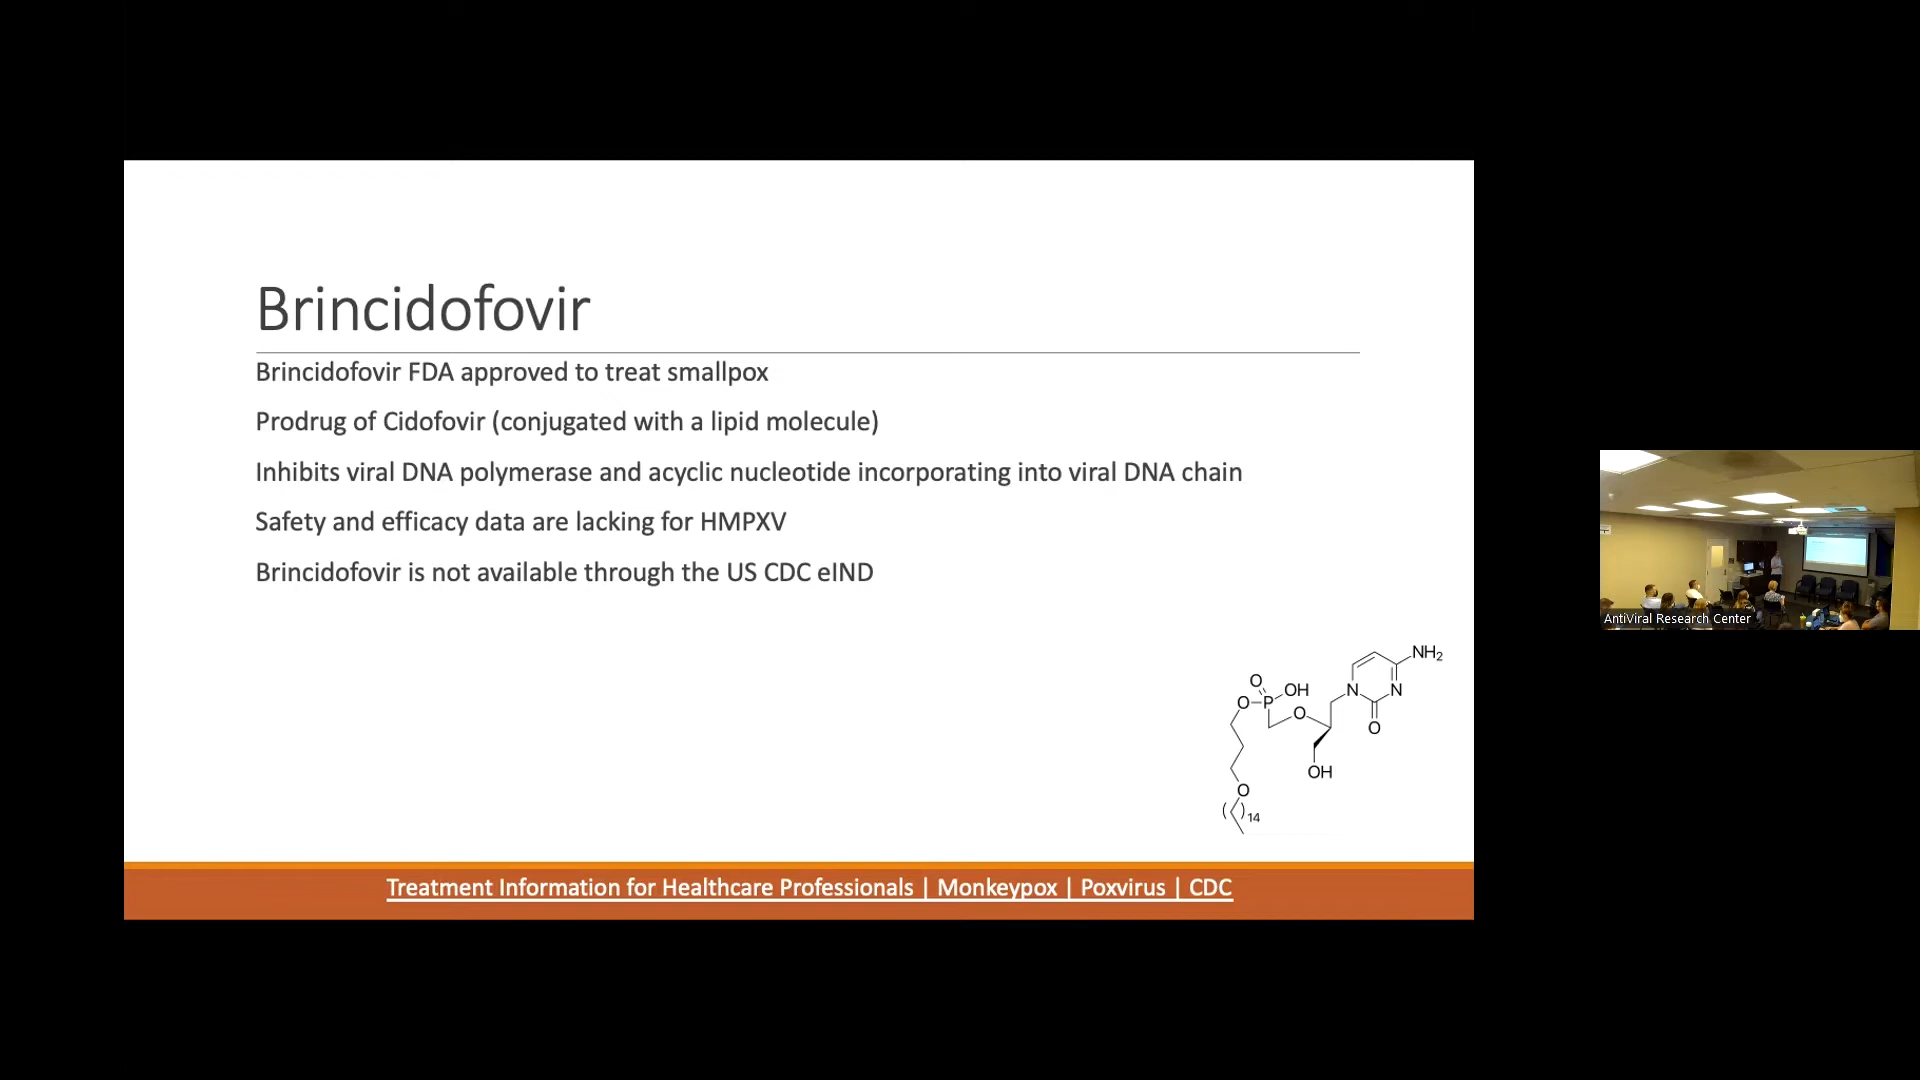 Brincidofovir
Brincidofovir FDA approved to treat smallpox
Prodrug of Cidofovir (conjugated with a lipid molecule)
Inhibits viral DNA polymerase and acyclic nucleotide incorporating into viral DNA chain
Safety and efficacy data are lacking for HMPXV
Brincidofovir is not available through the US CDC eIND
NH2
O
OH
O
P
N
N
O
O
OH
O
( )14
Treatment Information for Healthcare Professionals | Monkeypox | Poxvirus | CDC
AntiViral Research Center